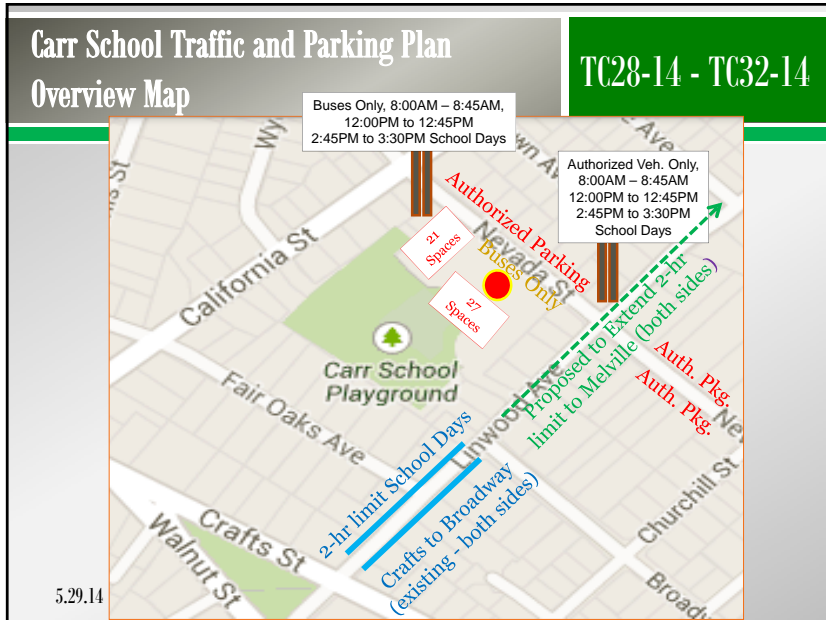 Carr School Traffic and Parking Plan
Overview Map
TC28-14 - TC32-14
Buses Only, 8:00AM – 8:45AM,
12:00PM to 12:45PM
2:45PM to 3:30PM School Days
Authorized Veh. Only,
8:00AM – 8:45AM
12:00PM to 12:45PM
2:45PM to 3:30PM
School Days
Authorized Parking
Nevada St
Buses Only
21
Spaces
27
Spaces
California St
Carr School
Playground
Fair Oaks Ave
Linwood Ave
Proposed to Extend 2-hr
limit to Melville (both sides)
Auth. Pkg.
Auth. Pkg.
2-hr limit School Days
Crafts to Broadway
(existing - both sides)
Crafts St
Walnut St
Churchill St
5.29.14